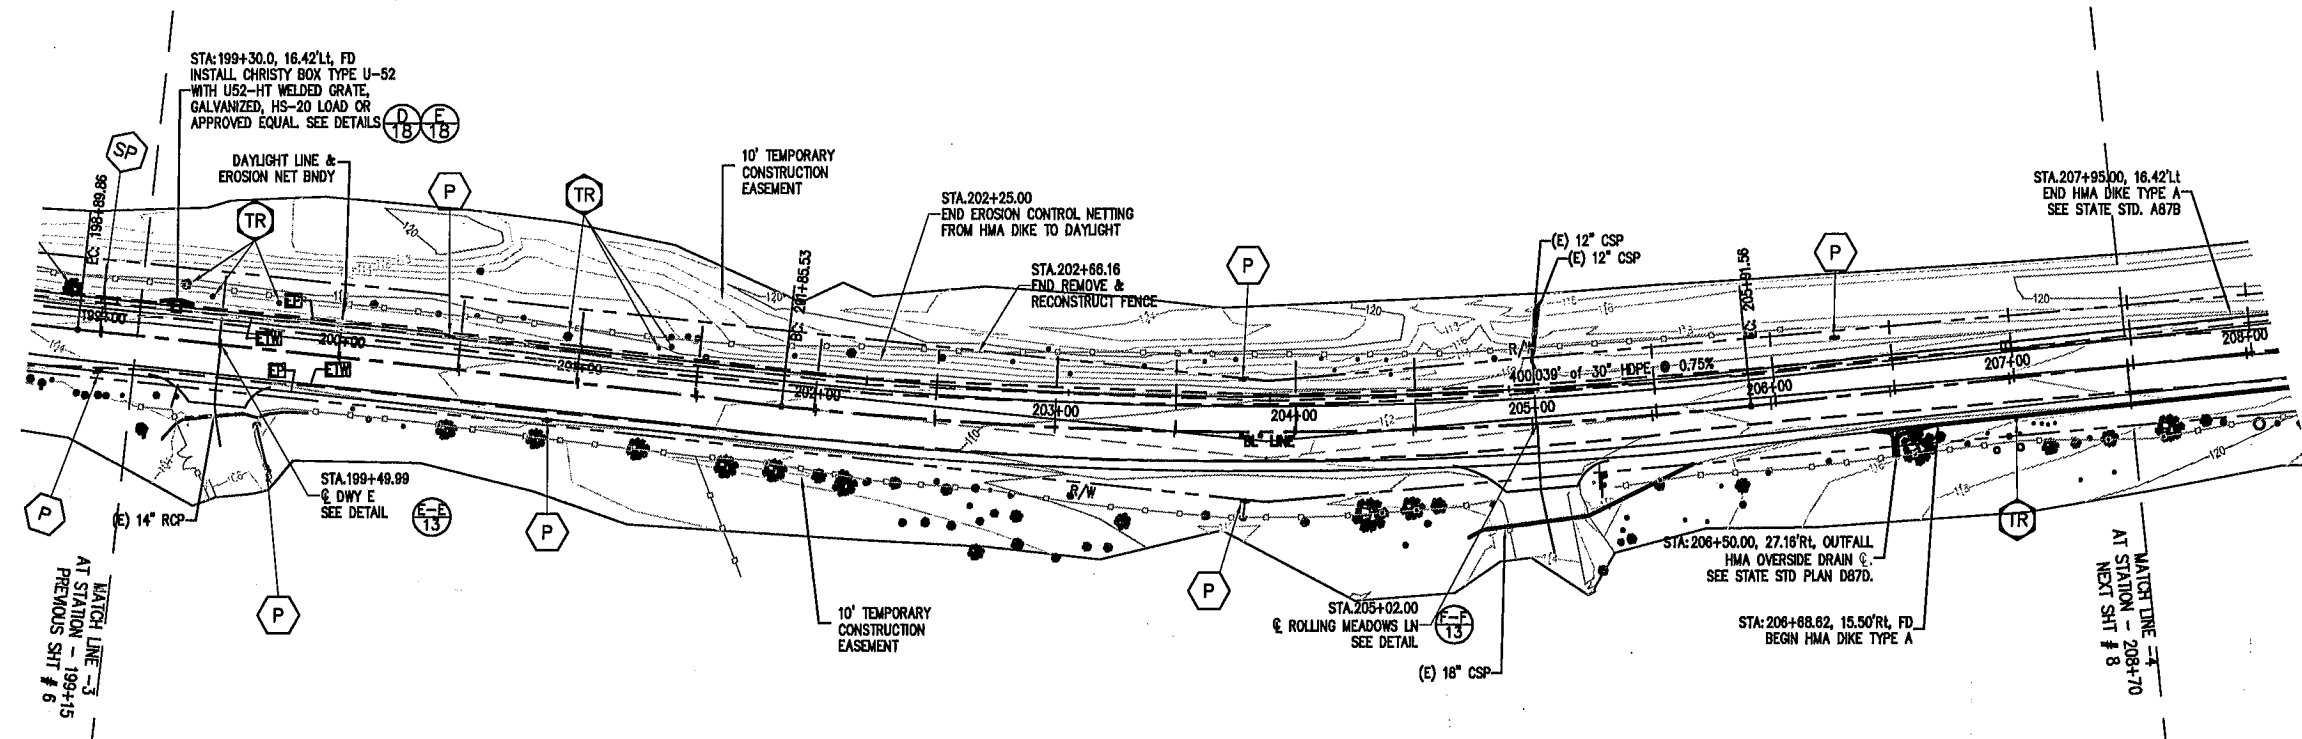 STA:199+30.0, 16.42'Lt, FD
INSTALL CHRISTY BOX TYPE U-52
WITH U52-HT WELDED GRATE,
GALVANIZED, HS-20 LOAD OR
APPROVED EQUAL. SEE DETAILS
D
18
E
18
SP
EC: 198+89.86
DAYLIGHT LINE &
EROSION NET BNDY
TR
P
TR
10' TEMPORARY
CONSTRUCTION
EASEMENT
STA.202+25.00
END EROSION CONTROL NETTING
FROM HMA DIKE TO DAYLIGHT
STA.202+66.16
END REMOVE &
RECONSTRUCT FENCE
P
(E) 12" CSP
(E) 12" CSP
P
STA.207+95.00, 16.42'Lt
END HMA DIKE TYPE A
SEE STATE STD. A87B
BC: 201+85.53
EC: 205+91.56
120
120
120
EP
ETW
EP
ETW
199+00
200+00
201+00
202+00
203+00
204+00
205+00
206+00
207+00
208+00
R/W
0.75%
"BL" LINE
R/W
110
112
116
118
120
STA.199+49.99
℄ DWY E
SEE DETAIL
E-E
13
(E) 14" RCP
P
P
P
P
10' TEMPORARY
CONSTRUCTION
EASEMENT
STA.205+02.00
℄ ROLLING MEADOWS LN
SEE DETAIL
F-F
13
(E) 18" CSP
STA:206+50.00, 27.16'Rt, OUTFALL
HMA OVERSIDE DRAIN ℄.
SEE STATE STD PLAN D87D.
STA:206+68.62, 15.50'Rt, FD
BEGIN HMA DIKE TYPE A
TR
MATCH LINE -3
AT STATION - 199+15
PREVIOUS SHT # 6
MATCH LINE -4
AT STATION - 208+70
NEXT SHT # 8